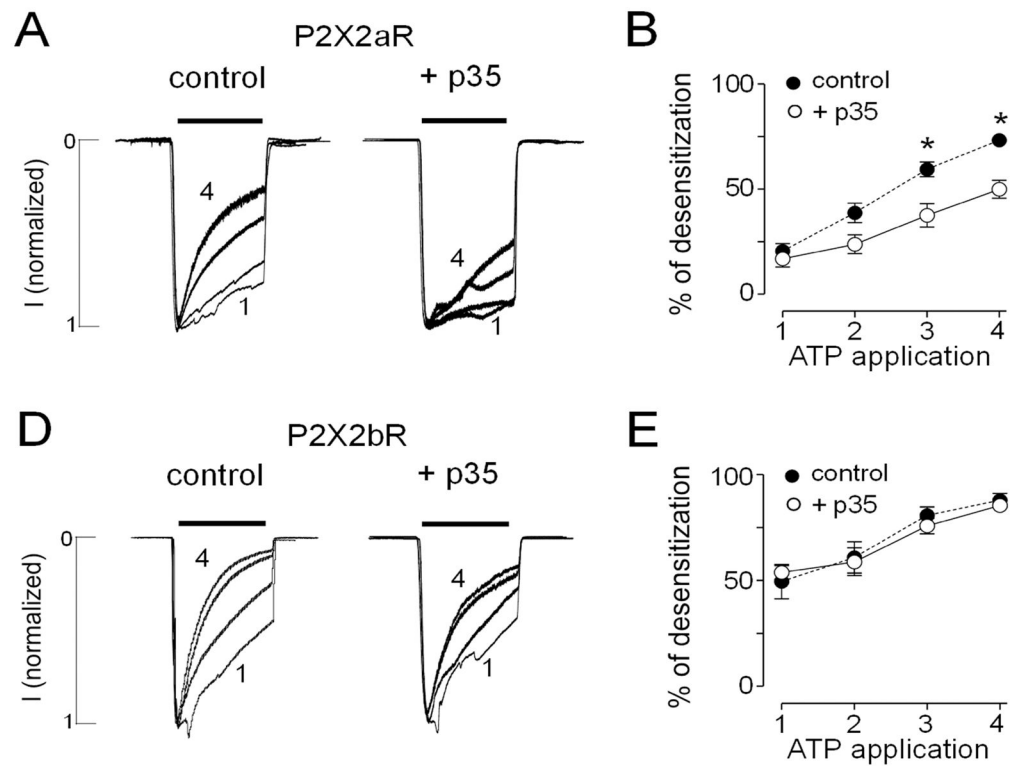 A
P2X2aR
control
+ p35
0
I (normalized)
1
4
1
4
1
B
% of desensitization
100
50
0
control
+ p35
*
*
1 2 3 4
ATP application
D
P2X2bR
control
+ p35
0
I (normalized)
1
4
1
4
1
E
% of desensitization
100
50
0
control
+ p35
1 2 3 4
ATP application